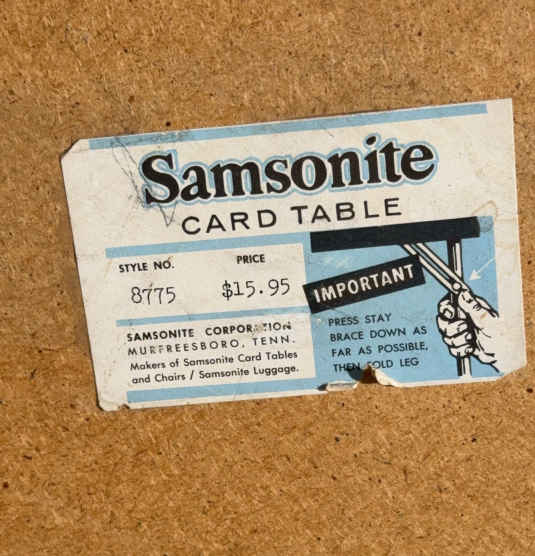 Samsonite
CARD TABLE
STYLE NO.
8775
PRICE
$15.95
SAMSONITE CORPORATION
MURFREESBORO, TENN.
Makers of Samsonite Card Tables
and Chairs / Samsonite Luggage.
IMPORTANT
PRESS STAY
BRACE DOWN AS
FAR AS POSSIBLE,
THEN FOLD LEG